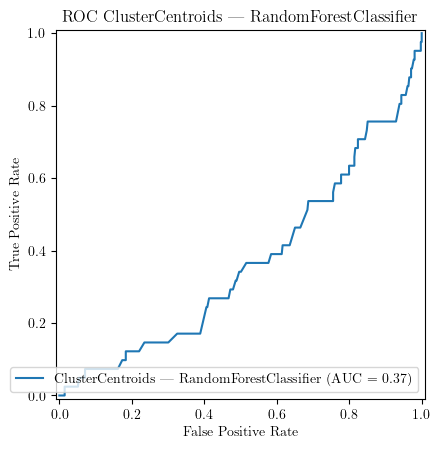 ROC ClusterCentroids — RandomForestClassifier
True Positive Rate
1.0
0.8
0.6
0.4
0.2
0.0
ClusterCentroids — RandomForestClassifier (AUC = 0.37)
0.0 0.2 0.4 0.6 0.8 1.0
False Positive Rate